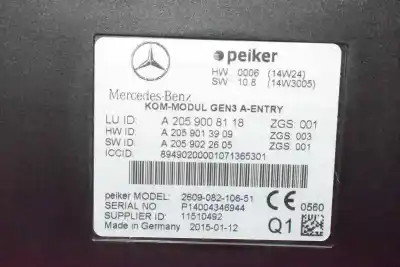 peiker
HW 0006 (14W24)
SW 10.8 (14W3005)
Mercedes-Benz
KOM-MODUL GEN3 A-ENTRY
LU ID: A 205 900 81 18 ZGS: 001
HW ID: A 205 901 39 09 ZGS: 003
SW ID: A 205 902 26 05 ZGS: 001
ICCID: 89490200001071365301
peiker MODEL: 2609-082-106-51
SERIAL NO P14004346944
SUPPLIER ID: 11510492
Made in Germany 2015-01-12
CE 0560
Q1